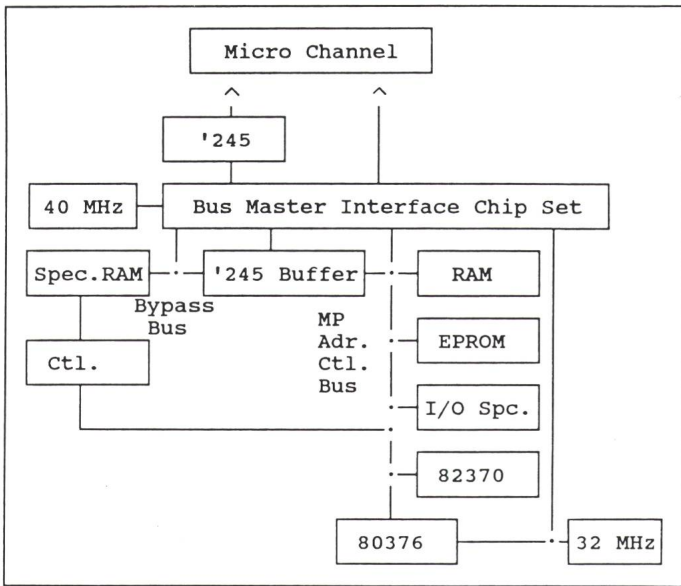 Micro Channel
'245
40 MHz
Bus Master Interface Chip Set
Spec.RAM
'245 Buffer
RAM
Bypass
Bus
MP
Adr.
Ctl.
Bus
EPROM
Ctl.
I/O Spc.
82370
80376
32 MHz